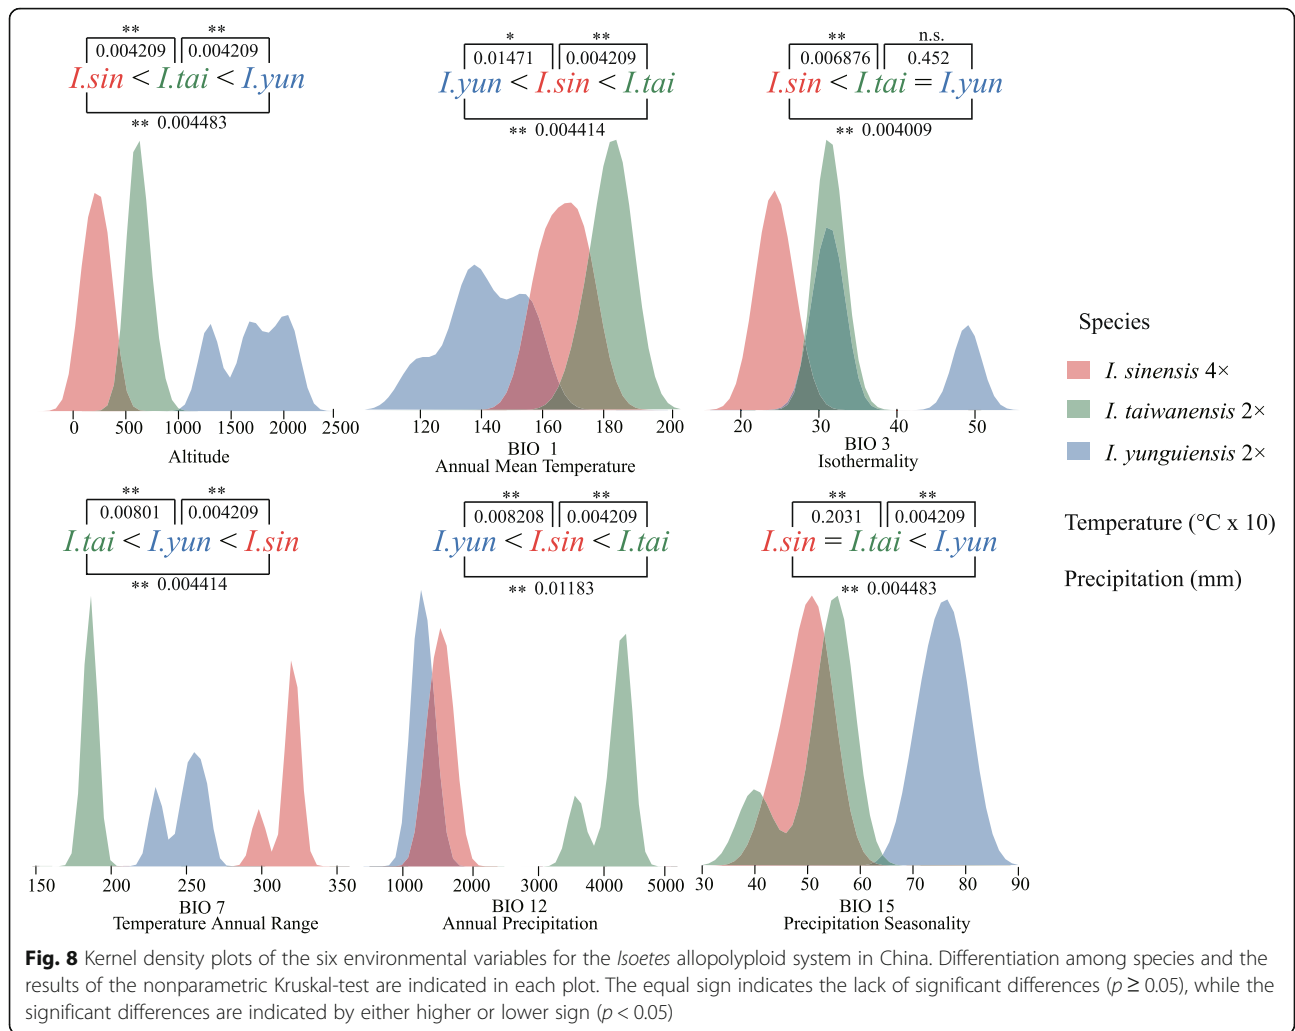 ** **
0.004209 0.004209
I.sin < I.tai < I.yun
** 0.004483
0 500 1000 1500 2000 2500
Altitude
* **
0.01471 0.004209
I.yun < I.sin < I.tai
** 0.004414
120 140 160 180 200
BIO 1
Annual Mean Temperature
** n.s.
0.006876 0.452
I.sin < I.tai = I.yun
** 0.004009
20 30 40 50
BIO 3
Isothermality
Species
I. sinensis 4×
I. taiwanensis 2×
I. yunguiensis 2×
Temperature (°C x 10)
Precipitation (mm)
** **
0.00801 0.004209
I.tai < I.yun < I.sin
** 0.004414
150 200 250 300 350
BIO 7
Temperature Annual Range
** **
0.008208 0.004209
I.yun < I.sin < I.tai
** 0.01183
1000 2000 3000 4000 5000
BIO 12
Annual Precipitation
** **
0.2031 0.004209
I.sin = I.tai < I.yun
** 0.004483
30 40 50 60 70 80 90
BIO 15
Precipitation Seasonality
Fig. 8 Kernel density plots of the six environmental variables for the Isoetes allopolyploid system in China. Differentiation among species and the
results of the nonparametric Kruskal-test are indicated in each plot. The equal sign indicates the lack of significant differences (p ≥ 0.05), while the
significant differences are indicated by either higher or lower sign (p < 0.05)